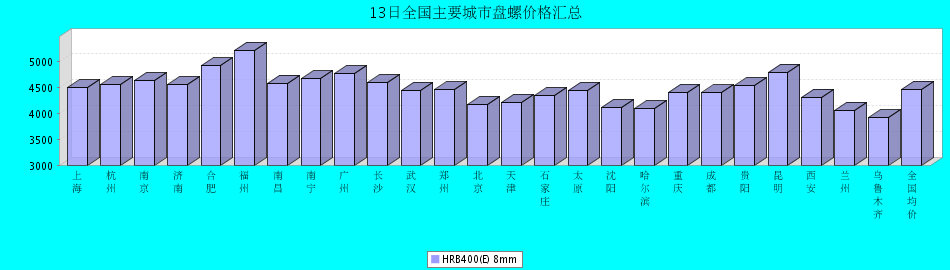 13日全国主要城市盘螺价格汇总
5000
4500
4000
3500
3000
上海
杭州
南京
济南
合肥
福州
南昌
南宁
广州
长沙
武汉
郑州
北京
天津
石家庄
太原
沈阳
哈尔滨
重庆
成都
贵阳
昆明
西安
兰州
乌鲁木齐
全国均价
HRB400(E) 8mm